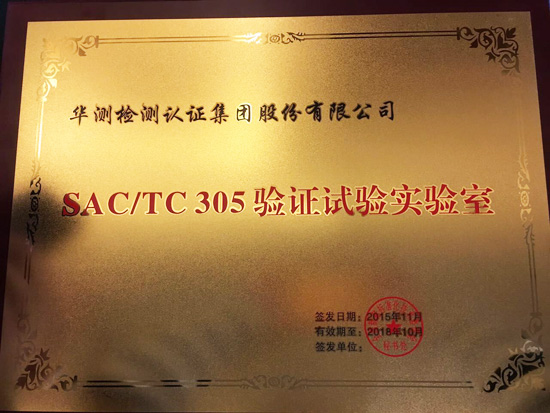 华测检测认证集团股份有限公司
SAC/TC 305 验证试验实验室
签发日期：2015年11月
有效期至：2018年10月
签发单位：